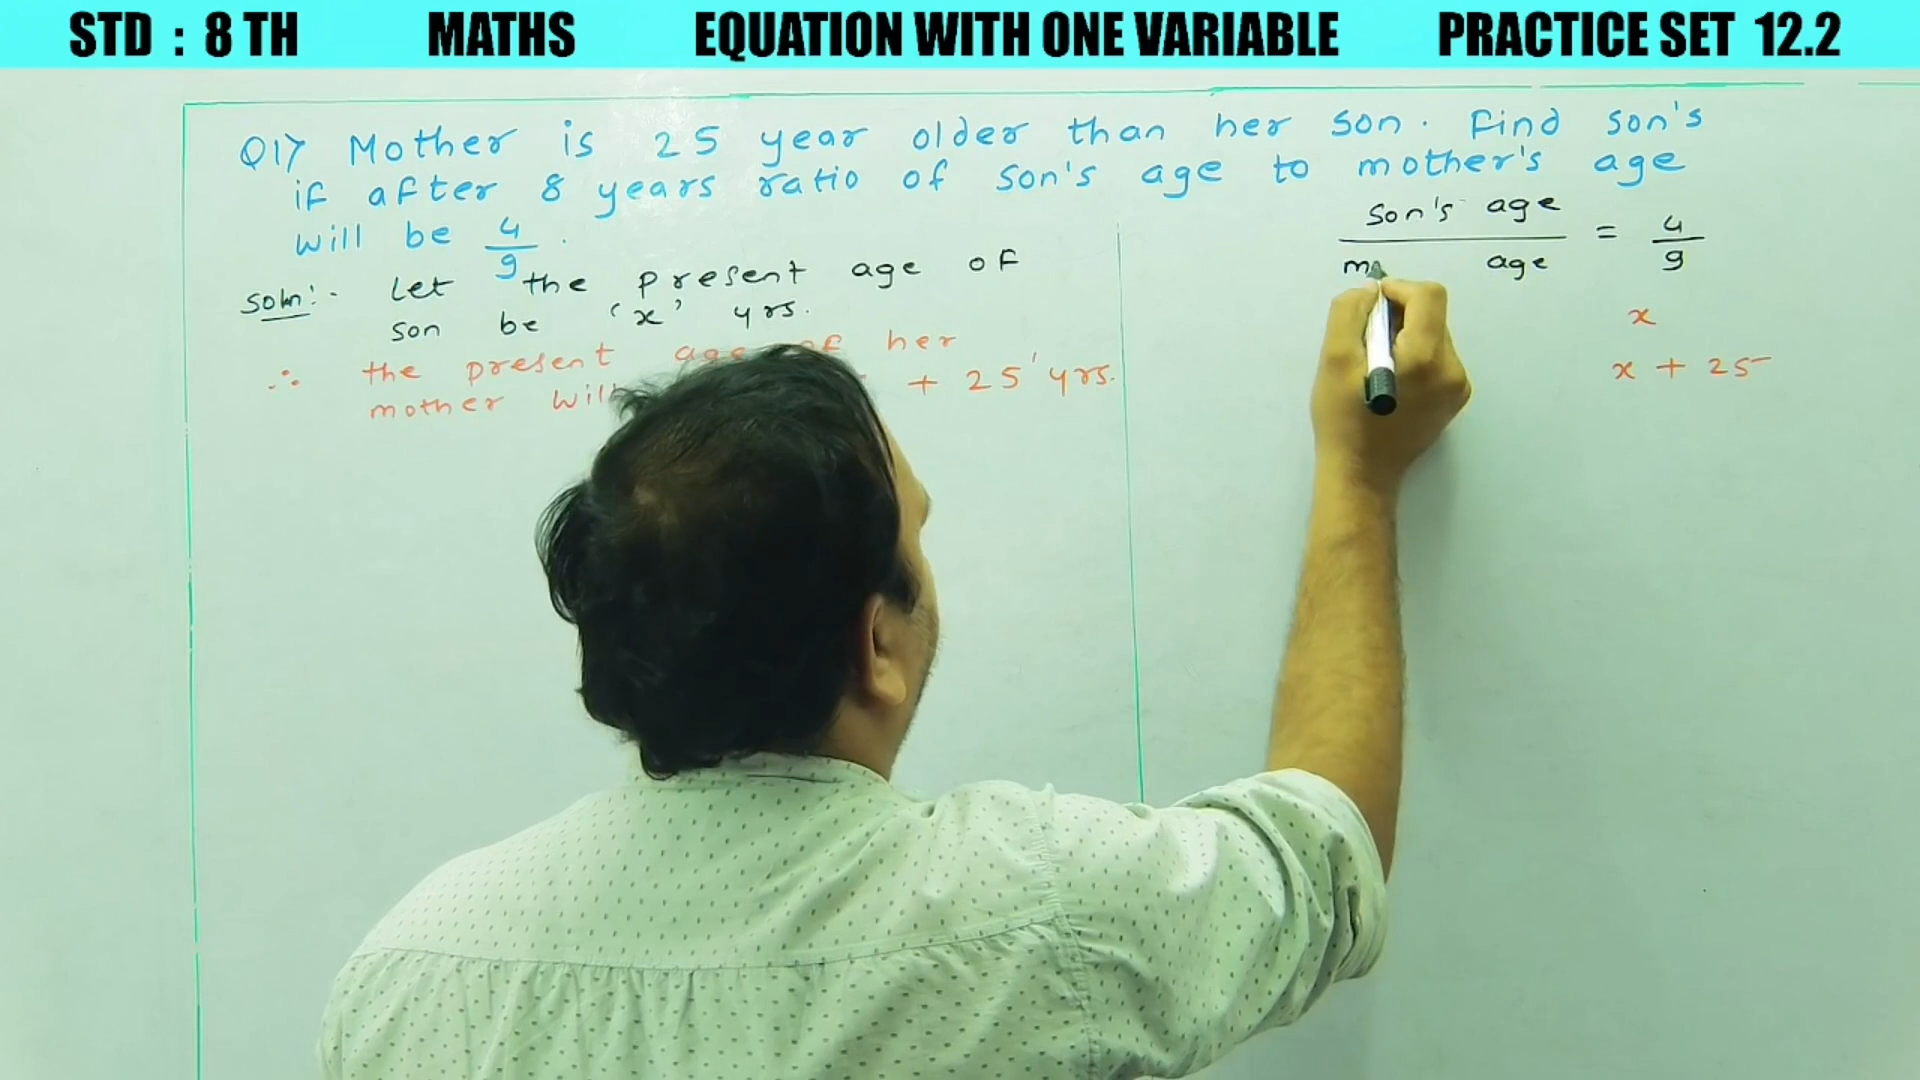 STD : 8 TH MATHS EQUATION WITH ONE VARIABLE PRACTICE SET 12.2
Q1> Mother is 25 year older than her son. Find son's
if after 8 years ratio of son's age to mother's age
will be 4/9.
Soln:- Let the present age of
son be 'x' yrs.
∴ the present age of her
mother will + 25' yrs.
Son's age / age = 4/9
x
x + 25